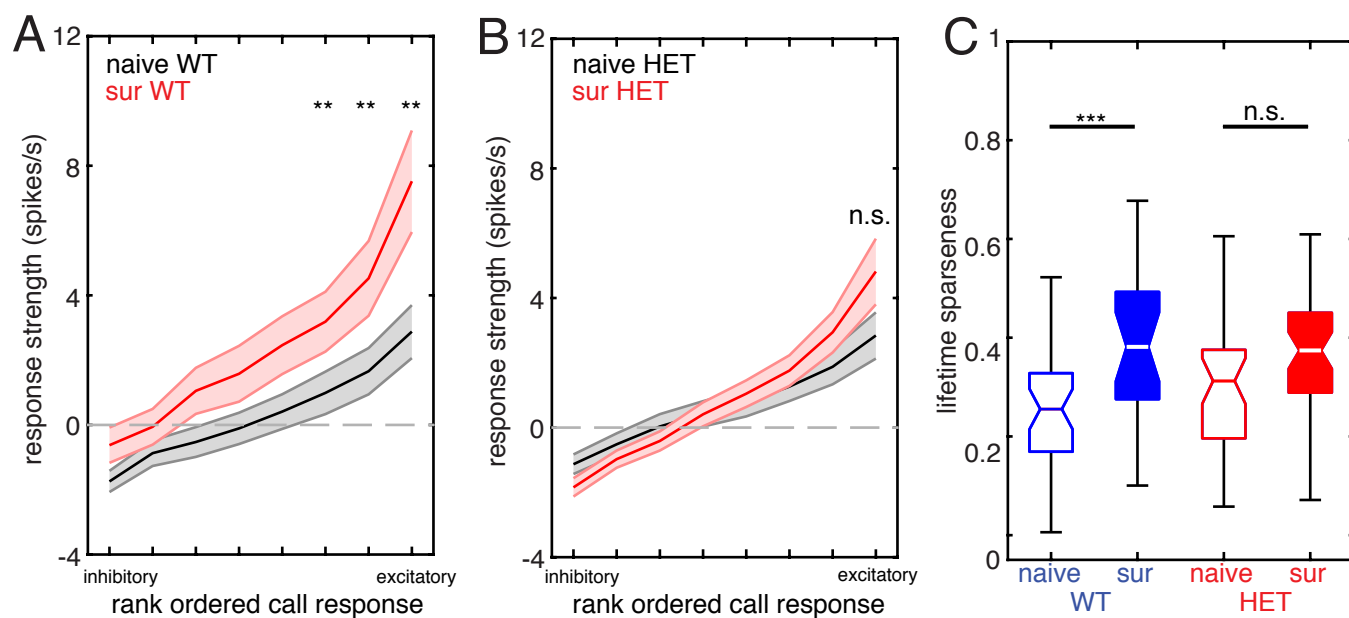 A
12
8
4
0
-4
response strength (spikes/s)
naive WT
sur WT
** ** **
inhibitory excitatory
rank ordered call response
B
12
8
4
0
-4
response strength (spikes/s)
naive HET
sur HET
n.s.
inhibitory excitatory
rank ordered call response
C
1
0.8
0.6
0.4
0.2
0
lifetime sparseness
*** n.s.
naive sur naive sur
WT HET